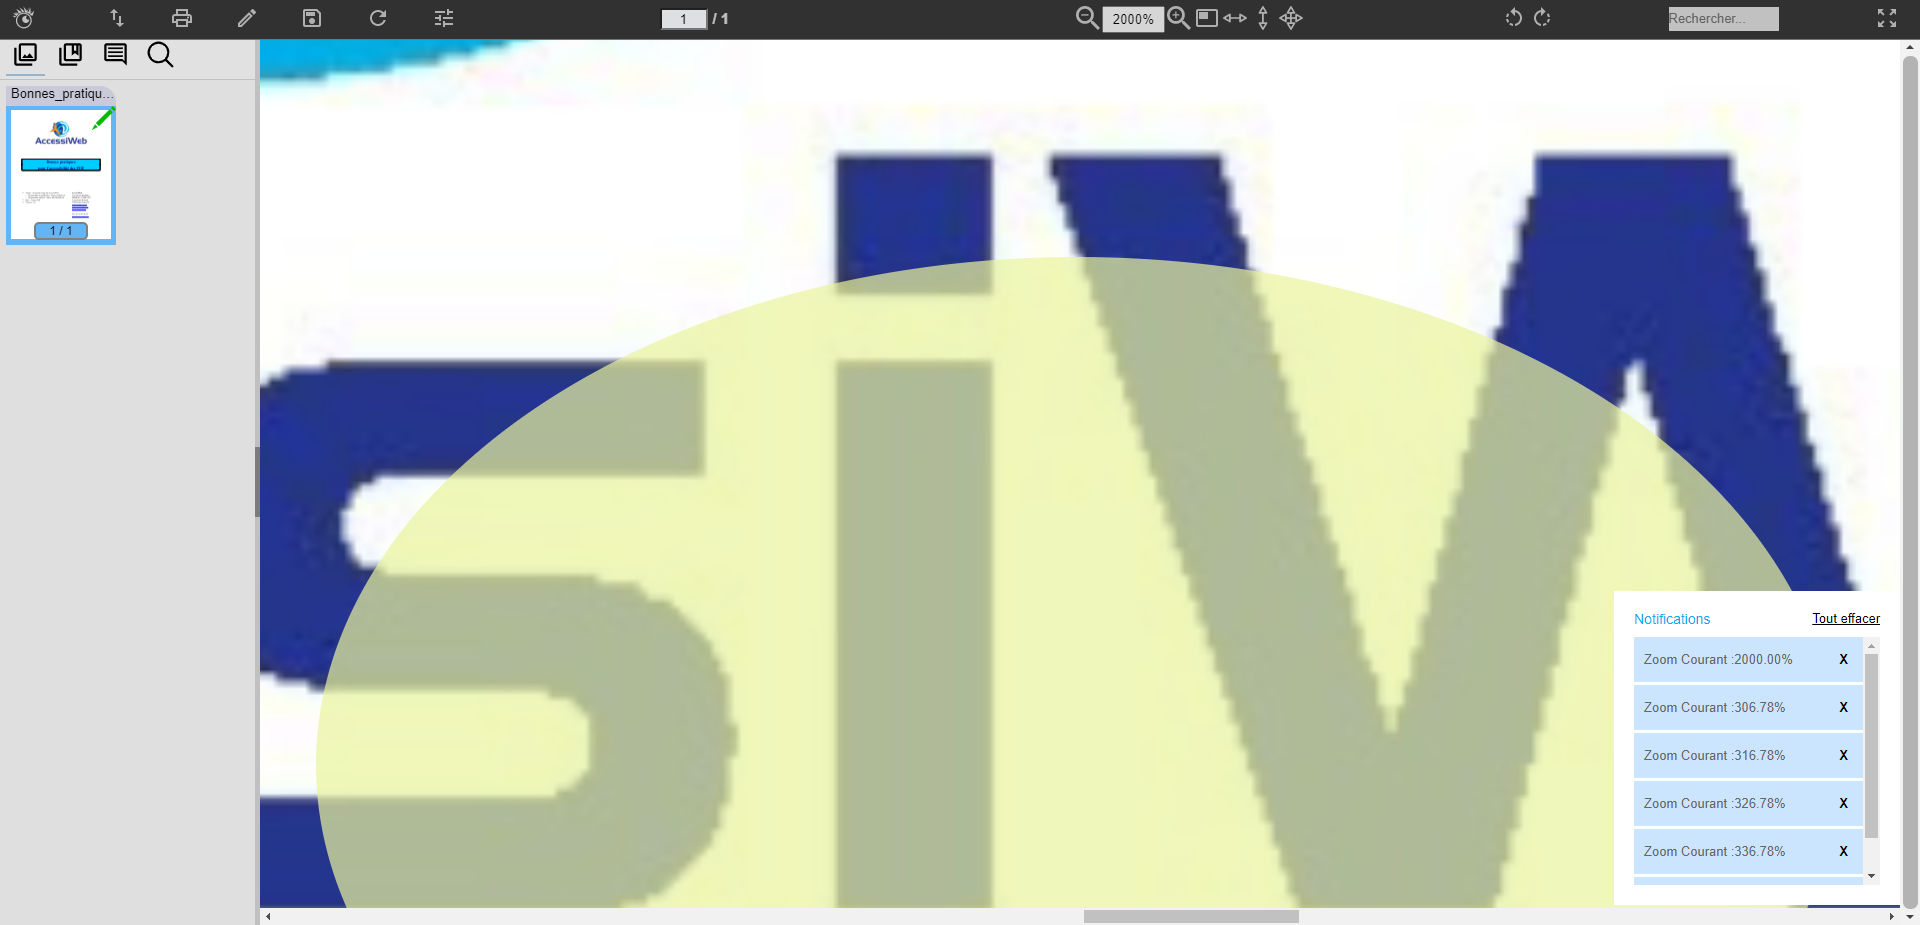 1 / 1
2000%
Rechercher...
Bonnes_pratiqu...
AccessiWeb
1 / 1
siW
Notifications
Tout effacer
Zoom Courant :2000.00% X
Zoom Courant :306.78% X
Zoom Courant :316.78% X
Zoom Courant :326.78% X
Zoom Courant :336.78% X